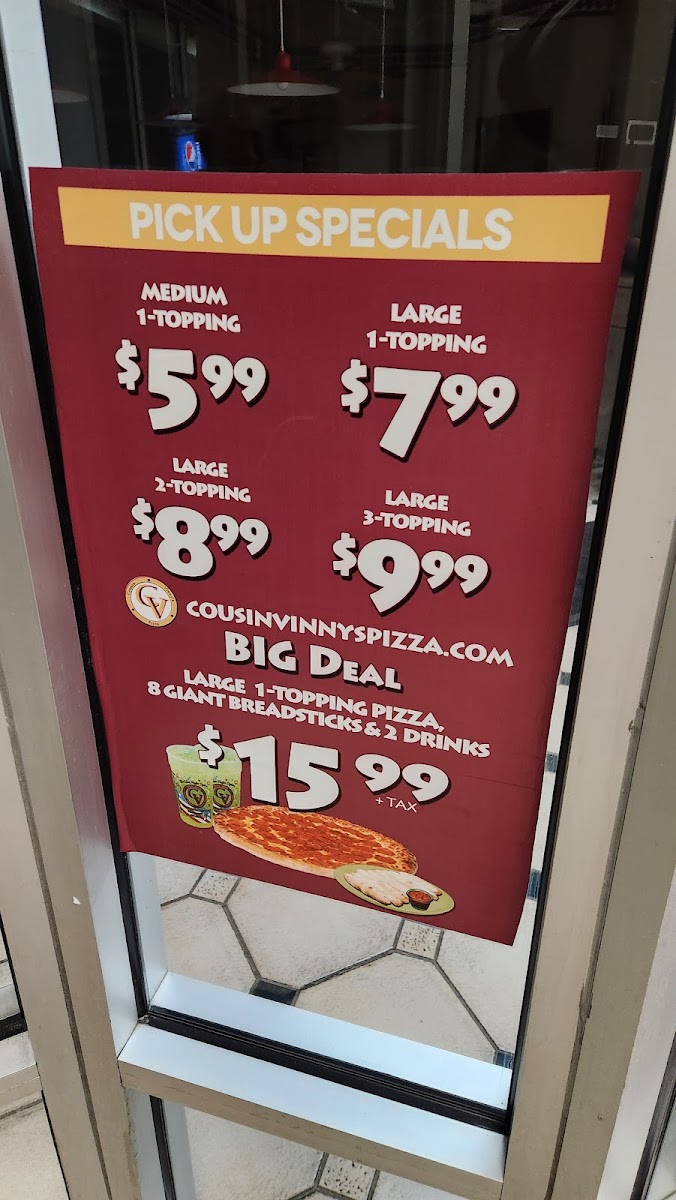 PICK UP SPECIALS
MEDIUM
1-TOPPING
$5.99
LARGE
1-TOPPING
$7.99
LARGE
2-TOPPING
$8.99
LARGE
3-TOPPING
$9.99
CV
COUSINVINNYSPIZZA.COM
BIG DEAL
LARGE 1-TOPPING PIZZA,
8 GIANT BREADSTICKS & 2 DRINKS
$15.99
+ TAX